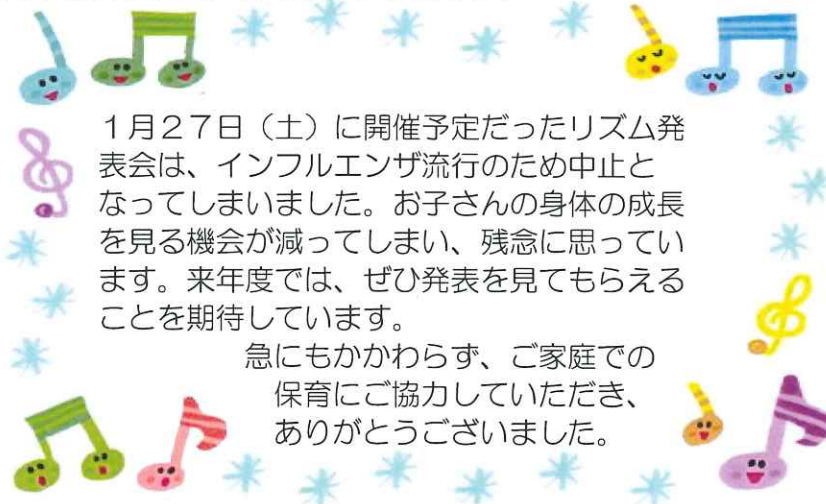 １月２７日（土）に開催予定だったリズム発
表会は、インフルエンザ流行のため中止と
なってしまいました。お子さんの身体の成長
を見る機会が減ってしまい、残念に思ってい
ます。来年度では、ぜひ発表を見てもらえる
ことを期待しています。
急にもかかわらず、ご家庭での
保育にご協力していただき、
ありがとうございました。